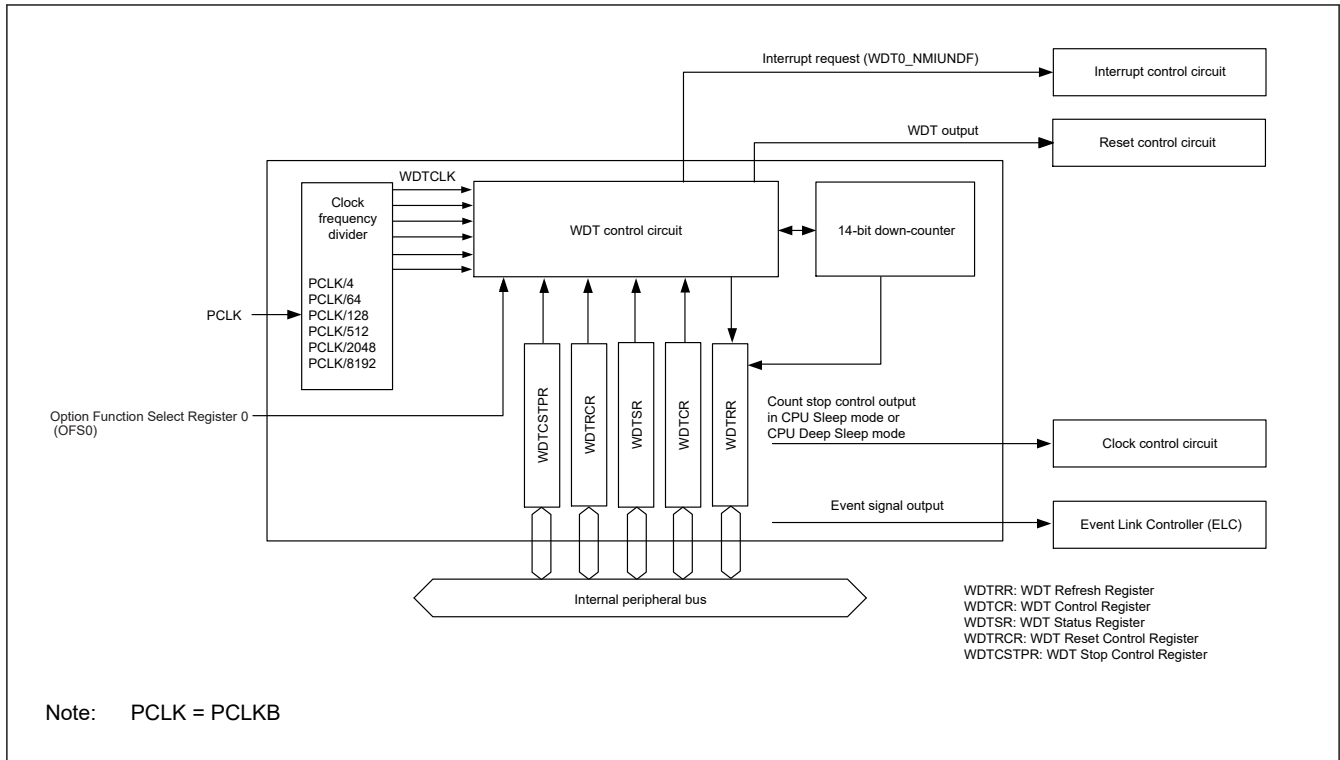 Interrupt request (WDT0_NMIUNDF)
Interrupt control circuit
WDT output
Reset control circuit
WDTCLK
Clock
frequency
divider
WDT control circuit
14-bit down-counter
PCLK/4
PCLK/64
PCLK/128
PCLK/512
PCLK/2048
PCLK/8192
PCLK
Option Function Select Register 0
(OFS0)
WDTCSTPR
WDTRCR
WDTSR
WDTCR
WDTRR
Count stop control output
in CPU Sleep mode or
CPU Deep Sleep mode
Clock control circuit
Event signal output
Event Link Controller (ELC)
Internal peripheral bus
WDTRR: WDT Refresh Register
WDTCR: WDT Control Register
WDTSR: WDT Status Register
WDTRCR: WDT Reset Control Register
WDTCSTPR: WDT Stop Control Register
Note: PCLK = PCLKB